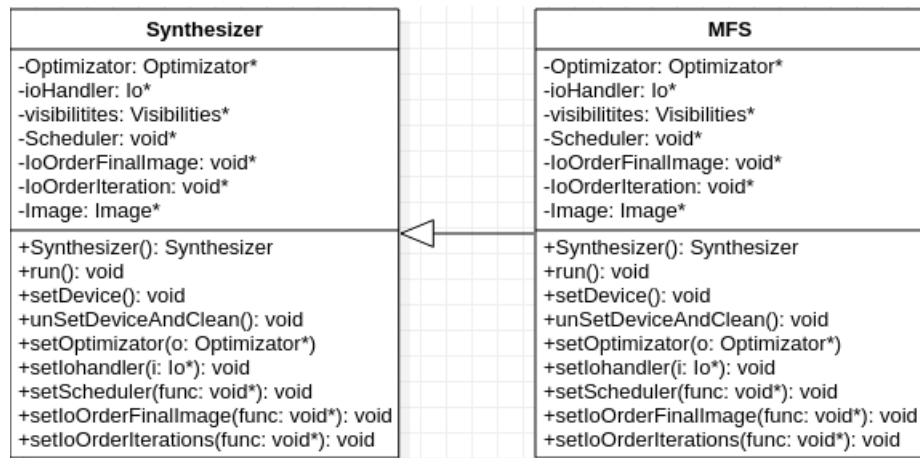 Synthesizer
-Optimizator: Optimizator*
-ioHandler: Io*
-visibilitites: Visibilities*
-Scheduler: void*
-IoOrderFinalImage: void*
-IoOrderIteration: void*
-Image: Image*
+Synthesizer(): Synthesizer
+run(): void
+setDevice(): void
+unSetDeviceAndClean(): void
+setOptimizator(o: Optimizator*)
+setIohandler(i: Io*): void
+setScheduler(func: void*): void
+setIoOrderFinalImage(func: void*): void
+setIoOrderIterations(func: void*): void
MFS
-Optimizator: Optimizator*
-ioHandler: Io*
-visibilitites: Visibilities*
-Scheduler: void*
-IoOrderFinalImage: void*
-IoOrderIteration: void*
-Image: Image*
+Synthesizer(): Synthesizer
+run(): void
+setDevice(): void
+unSetDeviceAndClean(): void
+setOptimizator(o: Optimizator*)
+setIohandler(i: Io*): void
+setScheduler(func: void*): void
+setIoOrderFinalImage(func: void*): void
+setIoOrderIterations(func: void*): void